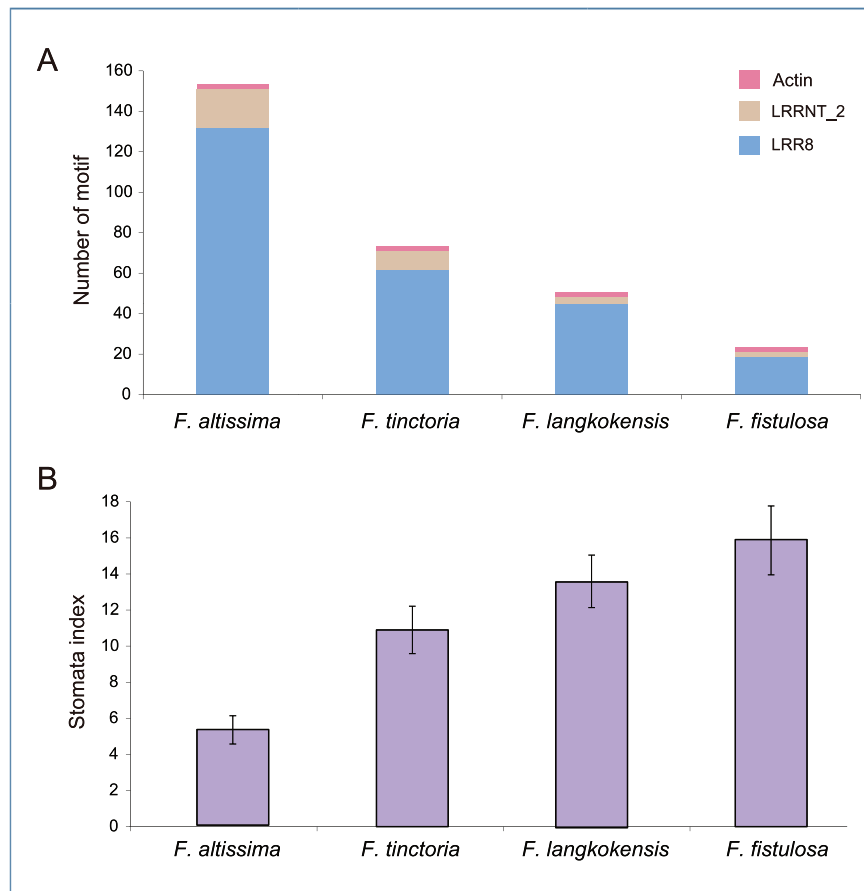 A
160
140
120
100
80
60
40
20
0
Number of motif
Actin
LRRNT_2
LRR8
F. altissima
F. tinctoria
F. langkokensis
F. fistulosa
B
18
16
14
12
10
8
6
4
2
0
Stomata index
F. altissima
F. tinctoria
F. langkokensis
F. fistulosa